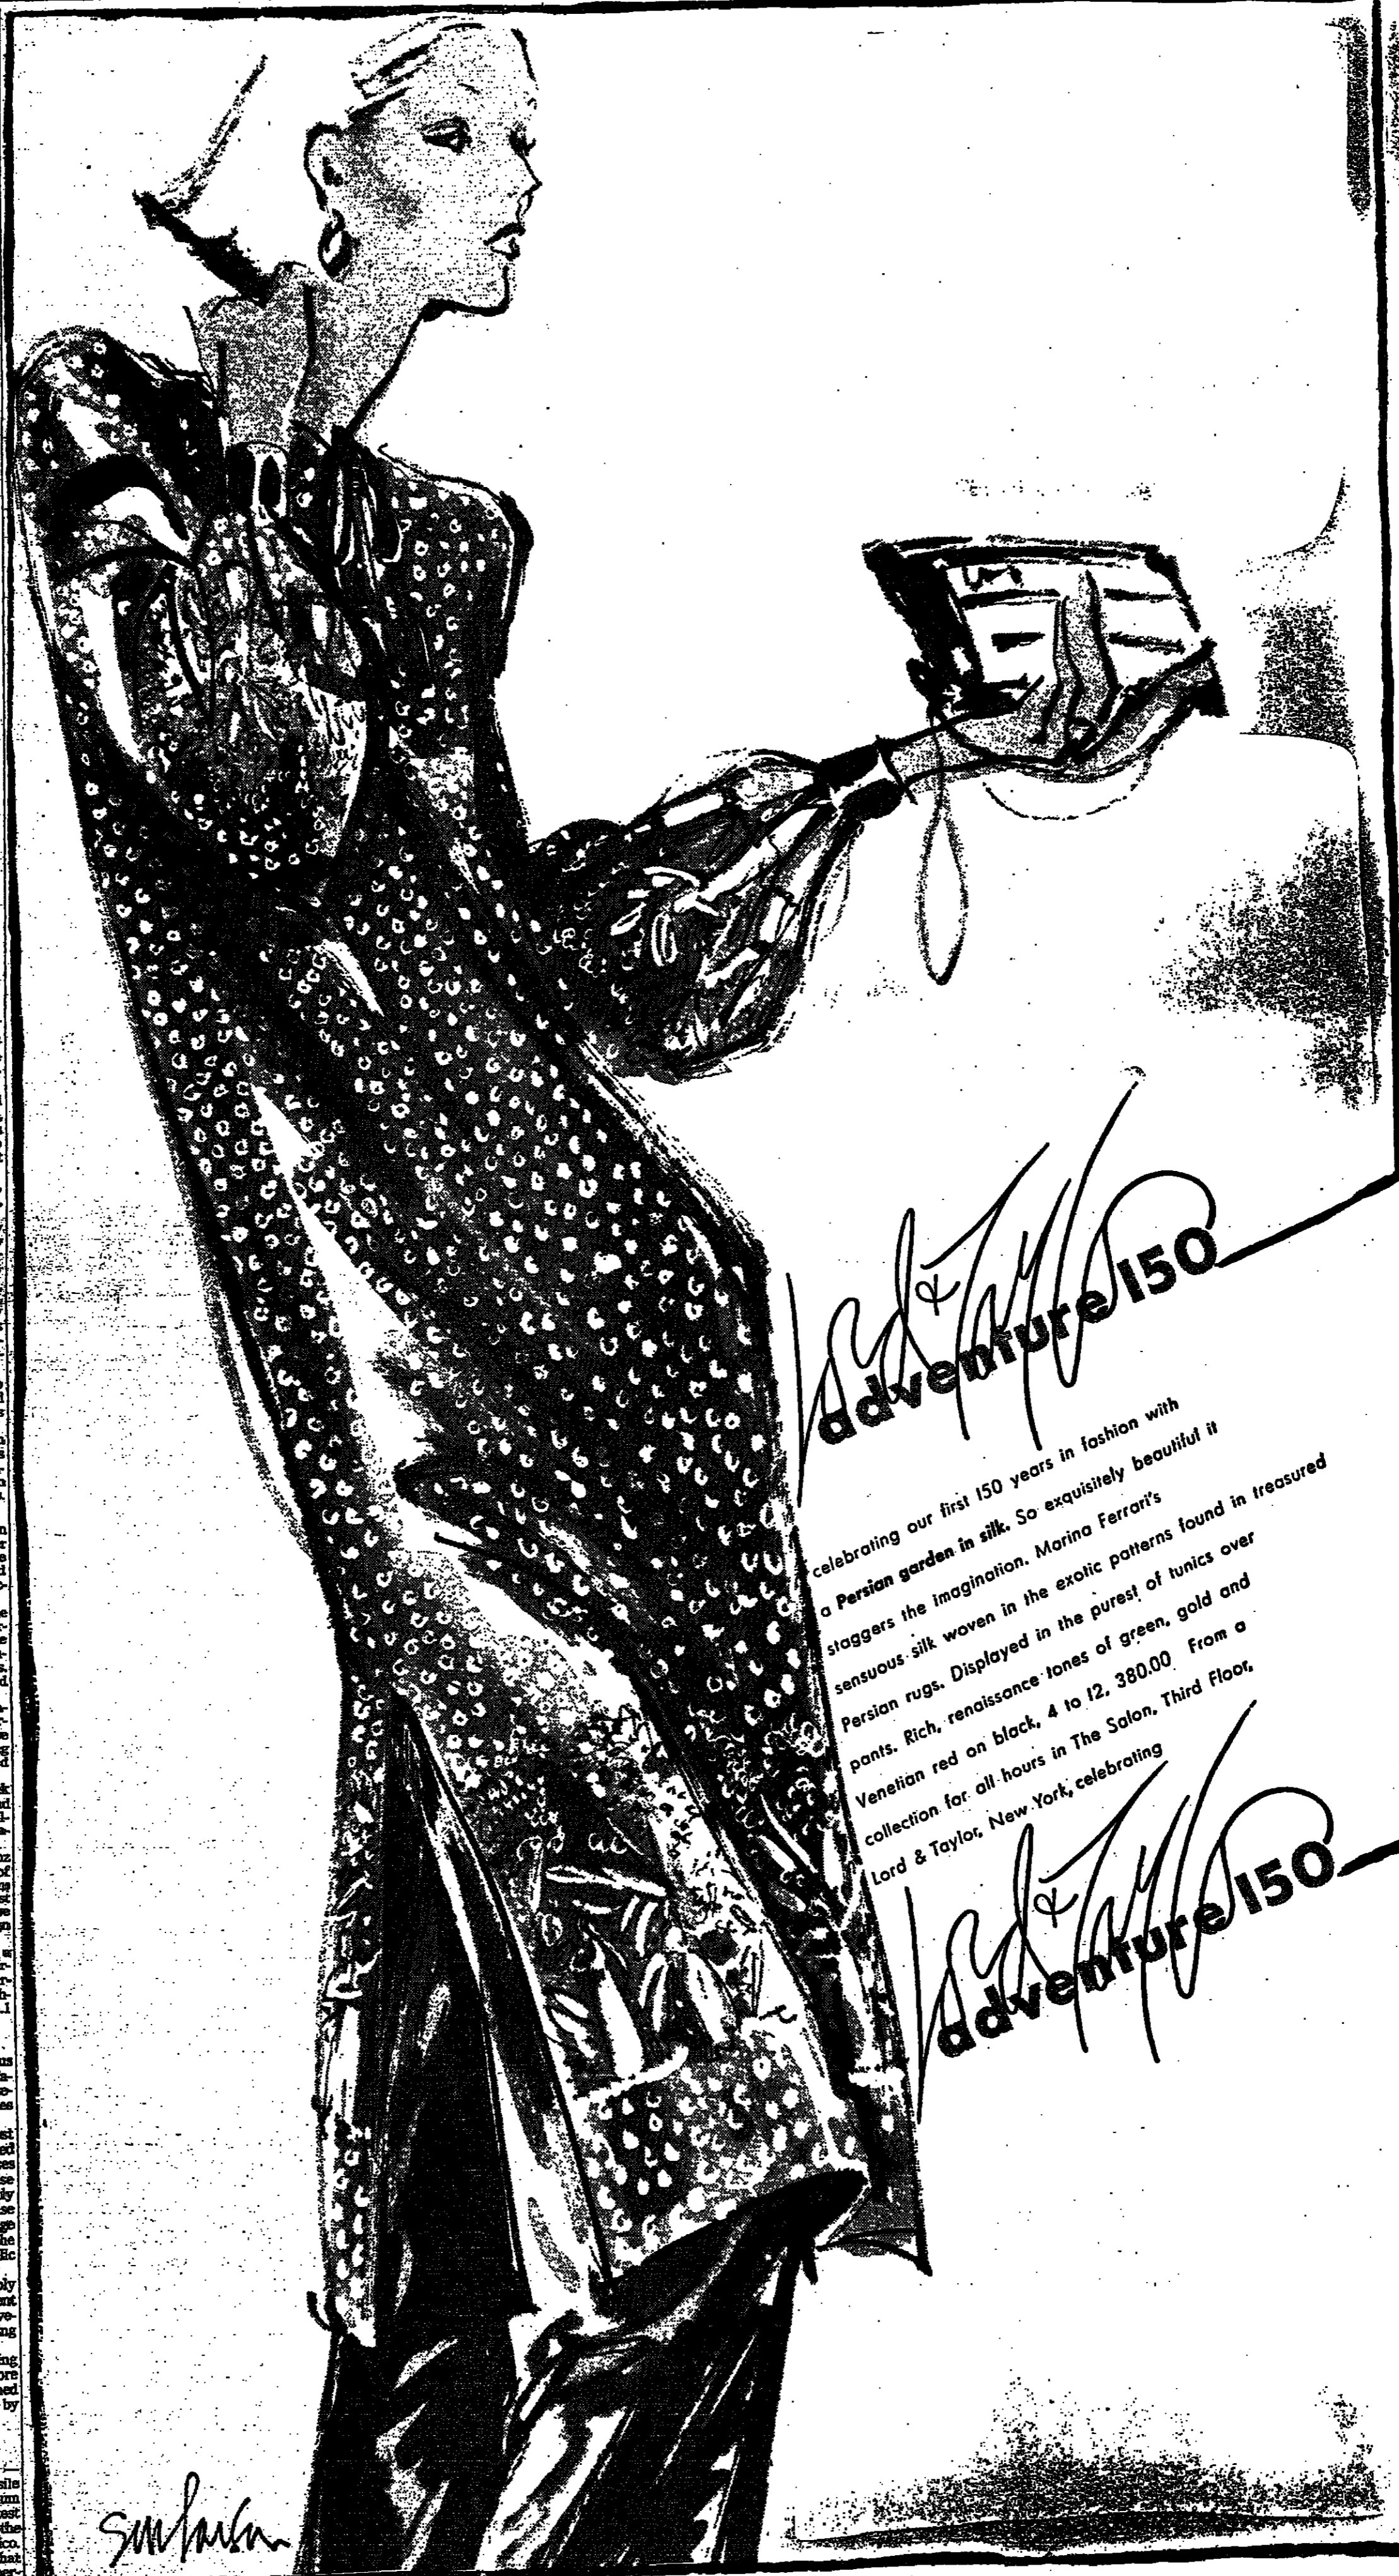 Lord & Taylor
adventure 150
celebrating our first 150 years in fashion with
a Persian garden in silk. So exquisitely beautiful it
staggers the imagination. Marina Ferrari's
sensuous silk woven in the exotic patterns found in treasured
Persian rugs. Displayed in the purest of tunics over
pants. Rich, renaissance tones of green, gold and
Venetian red on black, 4 to 12, 380.00 From a
collection for all hours in The Salon, Third Floor,
Lord & Taylor, New York, celebrating
Lord & Taylor
adventure 150